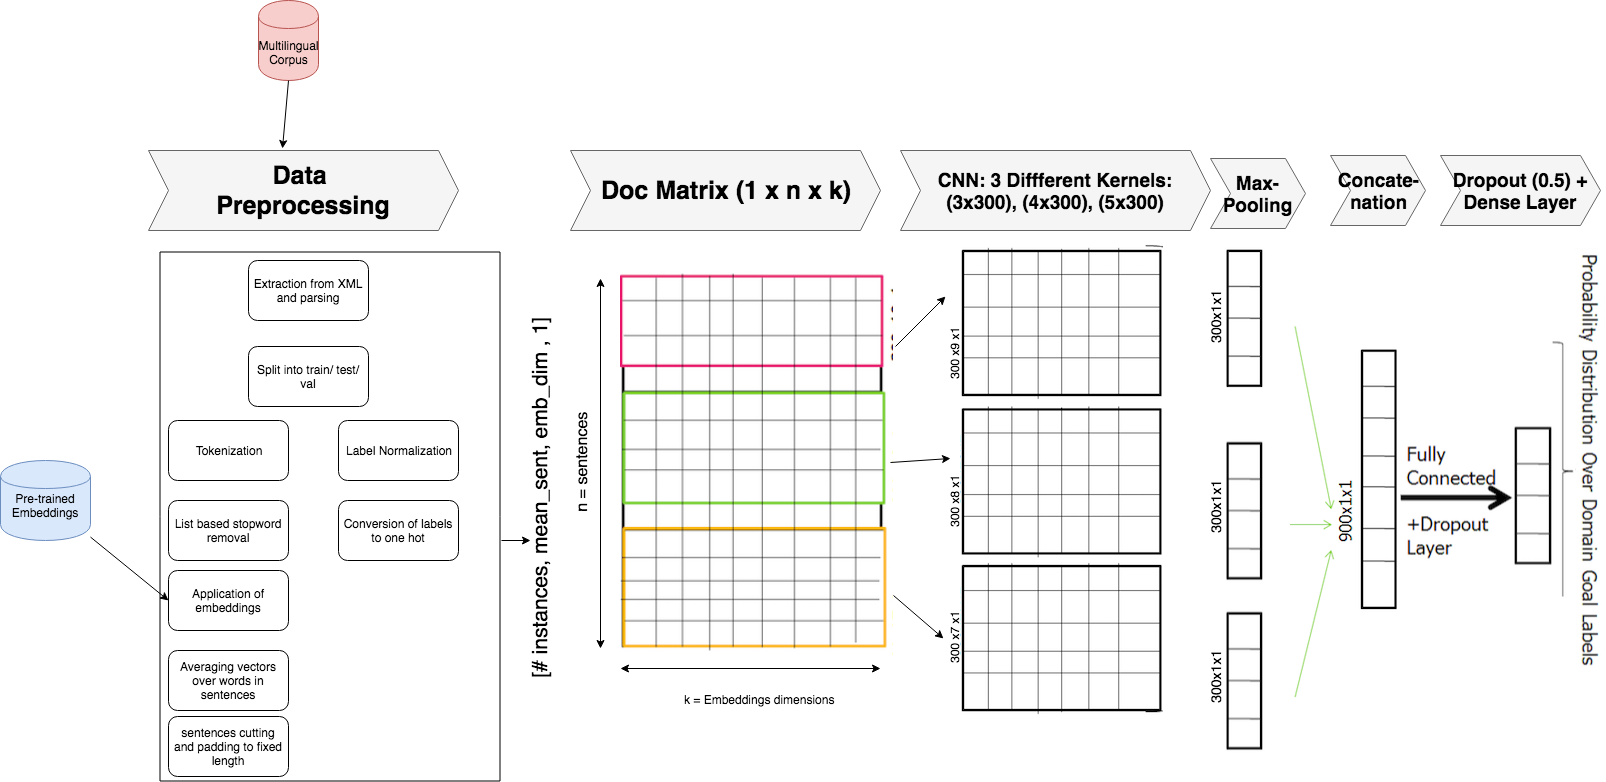 Multilingual
Corpus
Data
Preprocessing
Doc Matrix (1 x n x k)
CNN: 3 Diffferent Kernels:
(3x300), (4x300), (5x300)
Max-
Pooling
Concate-
nation
Dropout (0.5) +
Dense Layer
Extraction from XML
and parsing
Split into train/ test/
val
Tokenization
Label Normalization
List based stopword
removal
Conversion of labels
to one hot
Pre-trained
Embeddings
Application of
embeddings
Averaging vectors
over words in
sentences
sentences cutting
and padding to fixed
length
[# instances, mean_sent, emb_dim , 1]
n = sentences
k = Embeddings dimensions
300 x9 x1
300 x8 x1
300 x7 x1
300x1x1
300x1x1
300x1x1
900x1x1
Fully
Connected
+Dropout
Layer
Probability Distribution Over Domain Goal Labels